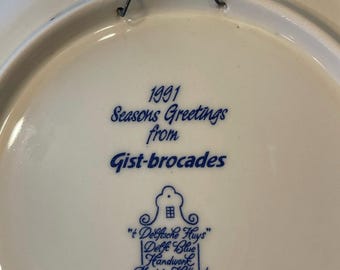 1991
Seasons Greetings
from
Gist-brocades
"'t Delftsche Huys"
Delft Blue
Handwork